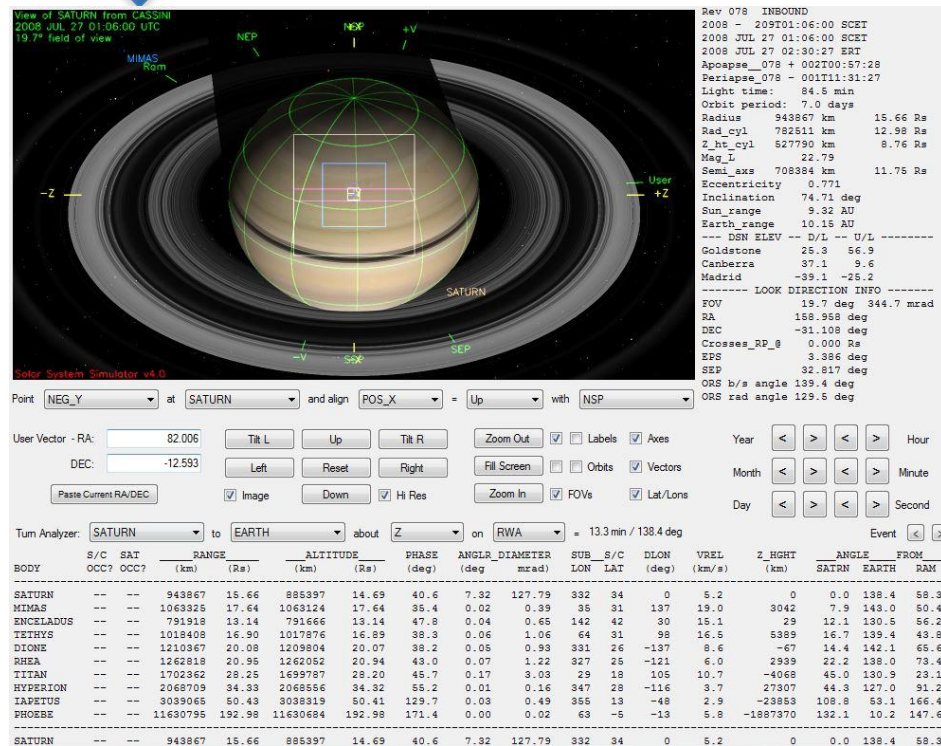 View of SATURN from CASSINI
2008 JUL 27 01:06:00 UTC
19.7° field of view
NEP
+V
MIMAS
Rom
-Z
User
+Z
SATURN
-V
SEP
Solar System Simulator v4.0
Rev 078 INBOUND
2008 - 209T01:06:00 SCET
2008 JUL 27 01:06:00 SCET
2008 JUL 27 02:30:27 ERT
Apoapse__078 + 002T00:57:28
Periapse_078 - 001T11:31:27
Light time: 84.5 min
Orbit period: 7.0 days
Radius 943867 km 15.66 Rs
Rad_cyl 782511 km 12.98 Rs
Z_ht_cyl 527790 km 8.76 Rs
Mag_L 22.79
Semi_axs 708384 km 11.75 Rs
Eccentricity 0.771
Inclination 74.71 deg
Sun_range 9.32 AU
Earth_range 10.15 AU
--- DSN ELEV -- D/L -- U/L --------
Goldstone 25.3 56.9
Canberra 37.1 9.6
Madrid -39.1 -25.2
------- LOOK DIRECTION INFO -------
FOV 19.7 deg 344.7 mrad
RA 158.958 deg
DEC -31.108 deg
Crosses_RP_@ 0.000 Rs
EPS 3.386 deg
SEP 32.817 deg
ORS b/s angle 139.4 deg
ORS rad angle 129.5 deg
Point NEG_Y at SATURN and align POS_X = Up with NSP
User Vector - RA: 82.006 Tilt L Up Tilt R Zoom Out Labels Axes Year < > < > Hour
DEC: -12.593 Left Reset Right Fill Screen Orbits Vectors Month < > < > Minute
Paste Current RA/DEC Image Down Hi Res Zoom In FOVs Lat/Lons Day < > < > Second
Turn Analyzer: SATURN to EARTH about Z on RWA = 13.3 min / 138.4 deg Event < >
S/C SAT RANGE ALTITUDE PHASE ANGLR_DIAMETER SUB_S/C DLON VREL Z_HGHT ANGLE FROM
BODY OCC? OCC? (km) (Rs) (km) (Rs) (deg) (deg mrad) LON LAT (deg) (km/s) (km) SATRN EARTH RAM
SATURN -- -- 943867 15.66 885397 14.69 40.6 7.32 127.79 332 34 0 5.2 0 0.0 138.4 58.3
MIMAS -- -- 1063325 17.64 1063124 17.64 35.4 0.02 0.39 35 31 137 19.0 3042 7.9 143.0 50.4
ENCELADUS -- -- 791918 13.14 791666 13.14 47.8 0.04 0.65 142 42 30 15.1 29 12.1 130.5 56.2
TETHYS -- -- 1018408 16.90 1017876 16.89 38.3 0.06 1.06 64 31 98 16.5 5389 16.7 139.4 43.8
DIONE -- -- 1210367 20.08 1209804 20.07 38.2 0.05 0.93 331 26 -137 8.6 -67 14.4 142.1 65.6
RHEA -- -- 1262818 20.95 1262052 20.94 43.0 0.07 1.22 327 25 -121 6.0 2939 22.2 138.0 73.4
TITAN -- -- 1702362 28.25 1699787 28.20 45.7 0.17 3.03 29 18 105 10.7 -4068 45.0 130.9 23.1
HYPERION -- -- 2068709 34.33 2068556 34.32 55.2 0.01 0.16 347 28 -116 3.7 27307 44.3 127.0 91.2
IAPETUS -- -- 3039065 50.43 3038319 50.41 129.7 0.03 0.49 355 13 -48 2.9 -23853 108.8 53.1 166.4
PHOEBE -- -- 11630795 192.98 11630684 192.98 171.4 0.00 0.02 63 -5 -13 5.8 -1887370 132.1 10.2 147.6
SATURN -- -- 943867 15.66 885397 14.69 40.6 7.32 127.79 332 34 0 5.2 0 0.0 138.4 58.3